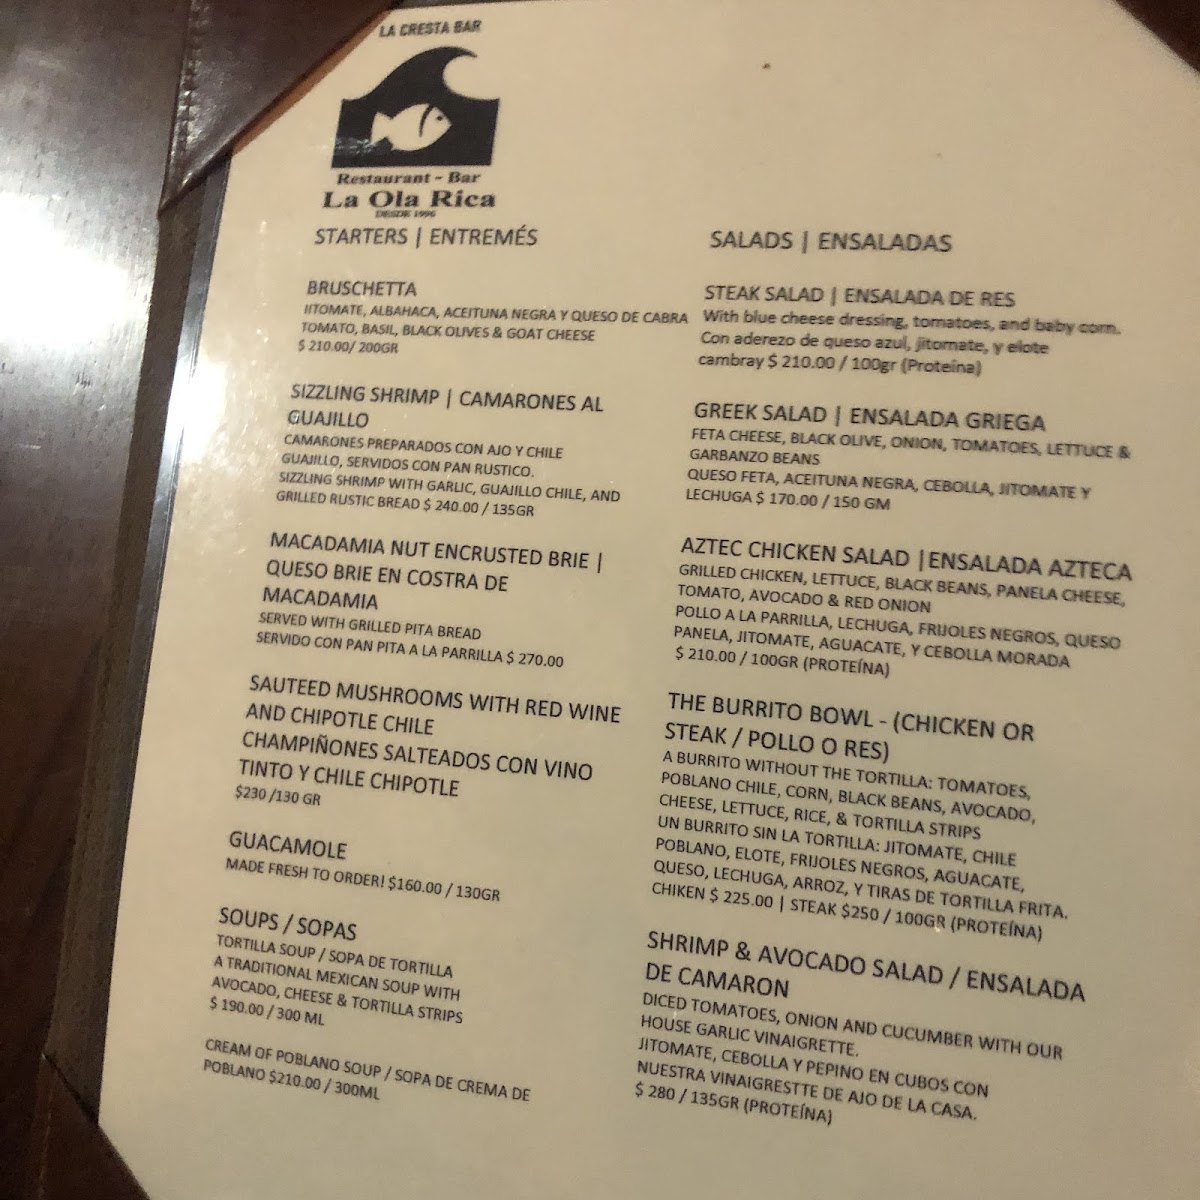 LA CRESTA BAR
Restaurant - Bar
La Ola Rica
DESDE 1996
STARTERS | ENTREMÉS
BRUSCHETTA
JITOMATE, ALBAHACA, ACEITUNA NEGRA Y QUESO DE CABRA
TOMATO, BASIL, BLACK OLIVES & GOAT CHEESE
$ 210.00/ 200GR
SIZZLING SHRIMP | CAMARONES AL
GUAJILLO
CAMARONES PREPARADOS CON AJO Y CHILE
GUAJILLO, SERVIDOS CON PAN RUSTICO.
SIZZLING SHRIMP WITH GARLIC, GUAJILLO CHILE, AND
GRILLED RUSTIC BREAD $ 240.00 / 135GR
MACADAMIA NUT ENCRUSTED BRIE |
QUESO BRIE EN COSTRA DE
MACADAMIA
SERVED WITH GRILLED PITA BREAD
SERVIDO CON PAN PITA A LA PARRILLA $ 270.00
SAUTEED MUSHROOMS WITH RED WINE
AND CHIPOTLE CHILE
CHAMPIÑONES SALTEADOS CON VINO
TINTO Y CHILE CHIPOTLE
$230 /130 GR
GUACAMOLE
MADE FRESH TO ORDER! $160.00 / 130GR
SOUPS / SOPAS
TORTILLA SOUP / SOPA DE TORTILLA
A TRADITIONAL MEXICAN SOUP WITH
AVOCADO, CHEESE & TORTILLA STRIPS
$ 190.00 / 300 ML
CREAM OF POBLANO SOUP / SOPA DE CREMA DE
POBLANO $210.00 / 300ML
SALADS | ENSALADAS
STEAK SALAD | ENSALADA DE RES
With blue cheese dressing, tomatoes, and baby corn.
Con aderezo de queso azul, jitomate, y elote
cambray $ 210.00 / 100gr (Proteína)
GREEK SALAD | ENSALADA GRIEGA
FETA CHEESE, BLACK OLIVE, ONION, TOMATOES, LETTUCE &
GARBANZO BEANS
QUESO FETA, ACEITUNA NEGRA, CEBOLLA, JITOMATE Y
LECHUGA $ 170.00 / 150 GM
AZTEC CHICKEN SALAD |ENSALADA AZTECA
GRILLED CHICKEN, LETTUCE, BLACK BEANS, PANELA CHEESE,
TOMATO, AVOCADO & RED ONION
POLLO A LA PARRILLA, LECHUGA, FRIJOLES NEGROS, QUESO
PANELA, JITOMATE, AGUACATE, Y CEBOLLA MORADA
$ 210.00 / 100GR (PROTEÍNA)
THE BURRITO BOWL - (CHICKEN OR
STEAK / POLLO O RES)
A BURRITO WITHOUT THE TORTILLA: TOMATOES,
POBLANO CHILE, CORN, BLACK BEANS, AVOCADO,
CHEESE, LETTUCE, RICE, & TORTILLA STRIPS
UN BURRITO SIN LA TORTILLA: JITOMATE, CHILE
POBLANO, ELOTE, FRIJOLES NEGROS, AGUACATE,
QUESO, LECHUGA, ARROZ, Y TIRAS DE TORTILLA FRITA.
CHIKEN $ 225.00 | STEAK $250 / 100GR (PROTEÍNA)
SHRIMP & AVOCADO SALAD / ENSALADA
DE CAMARON
DICED TOMATOES, ONION AND CUCUMBER WITH OUR
HOUSE GARLIC VINAIGRETTE.
JITOMATE, CEBOLLA Y PEPINO EN CUBOS CON
NUESTRA VINAIGRESTTE DE AJO DE LA CASA.
$ 280 / 135GR (PROTEÍNA)